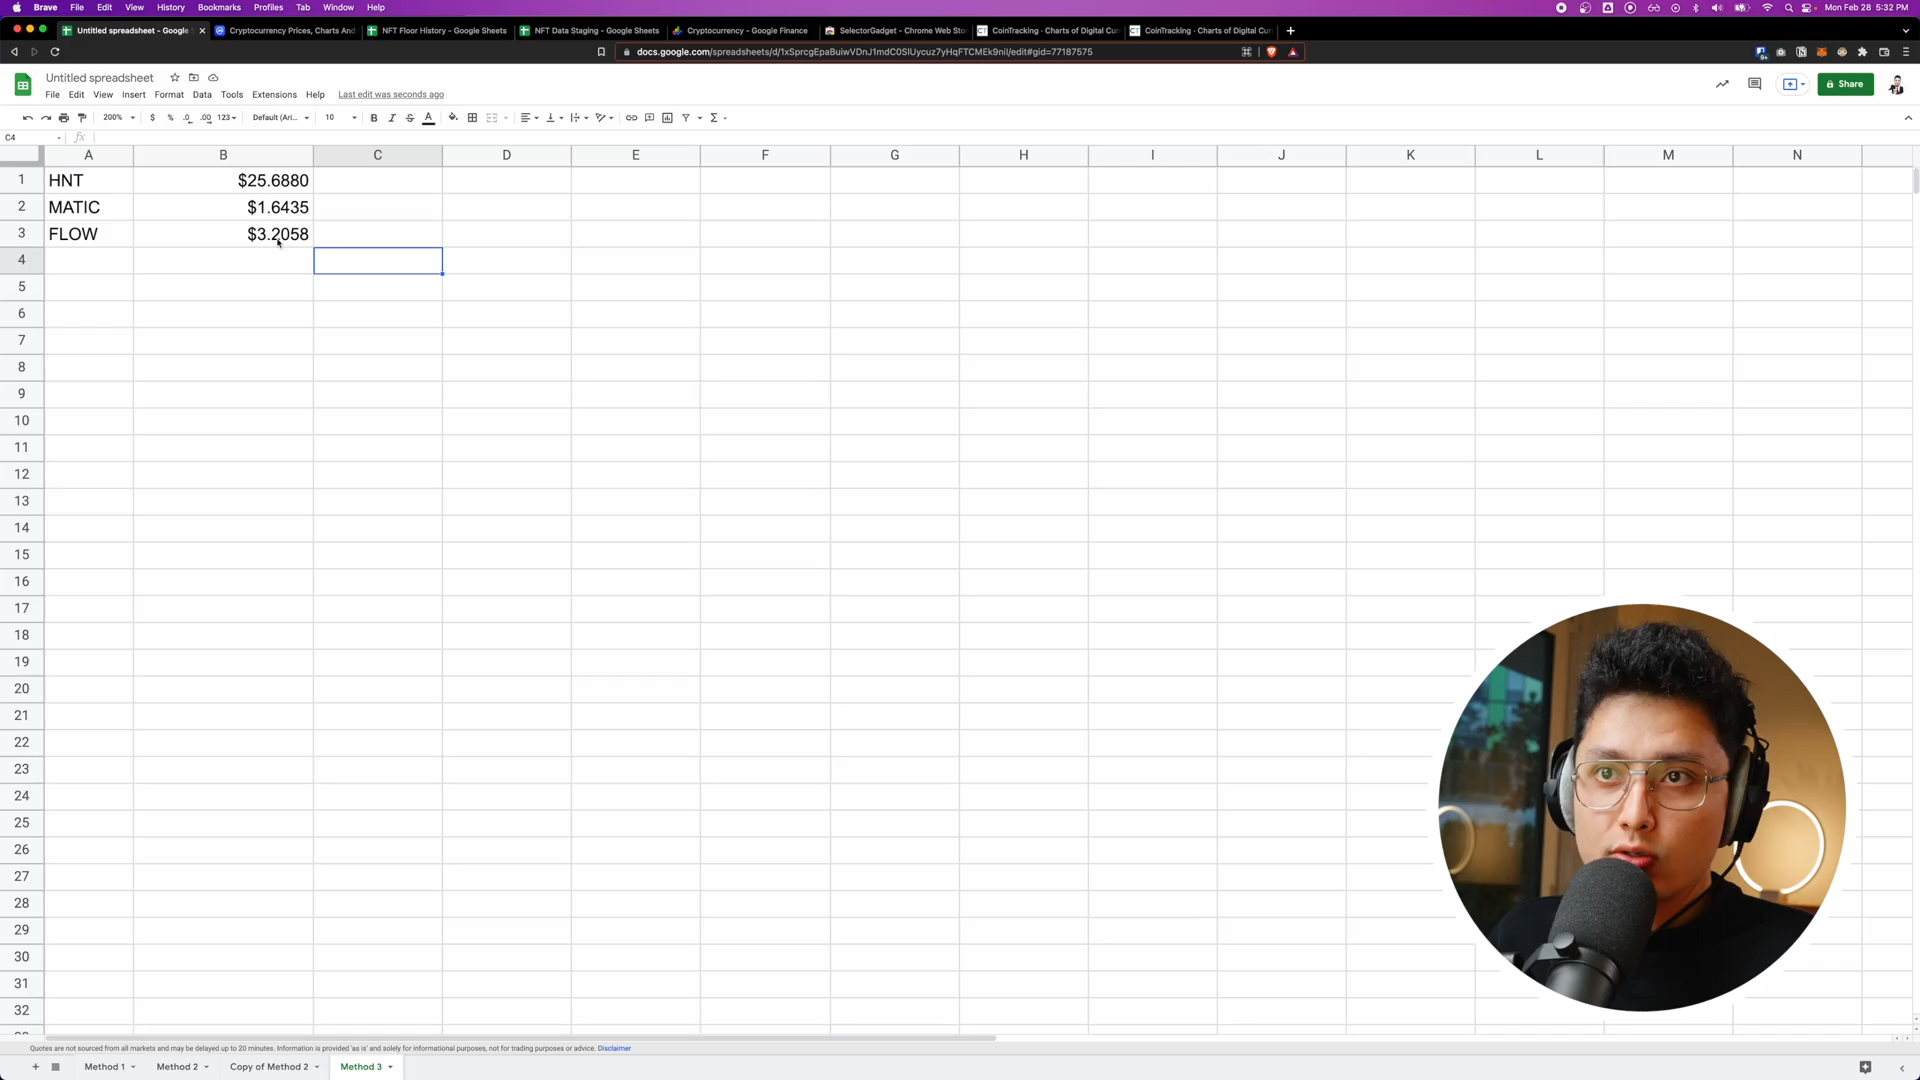 Brave File Edit View History Bookmarks Profiles Tab Window Help Mon Feb 28 5:32 PM
Untitled spreadsheet - Google Cryptocurrency Prices, Charts And NFT Floor History - Google Sheets NFT Data Staging - Google Sheets Cryptocurrency - Google Finance SelectorGadget - Chrome Web Sto CoinTracking · Charts of Digital Cur CoinTracking · Charts of Digital Cur
docs.google.com/spreadsheets/d/1xSprcgEpaBuiwVDnJ1mdC0SIUycuz7yHqFTCMEk9niI/edit#gid=77187575
Untitled spreadsheet
File Edit View Insert Format Data Tools Extensions Help Last edit was seconds ago
Share
200% $ % .0 .00 123 Default (Ari... 10 B I S A
C4 fx
A B C D E F G H I J K L M N
1 HNT $25.6880
2 MATIC $1.6435
3 FLOW $3.2058
4
5
6
7
8
9
10
11
12
13
14
15
16
17
18
19
20
21
22
23
24
25
26
27
28
29
30
31
32
Quotes are not sourced from all markets and may be delayed up to 20 minutes. Information is provided 'as is' and solely for informational purposes, not for trading purposes or advice. Disclaimer
Method 1 Method 2 Copy of Method 2 Method 3